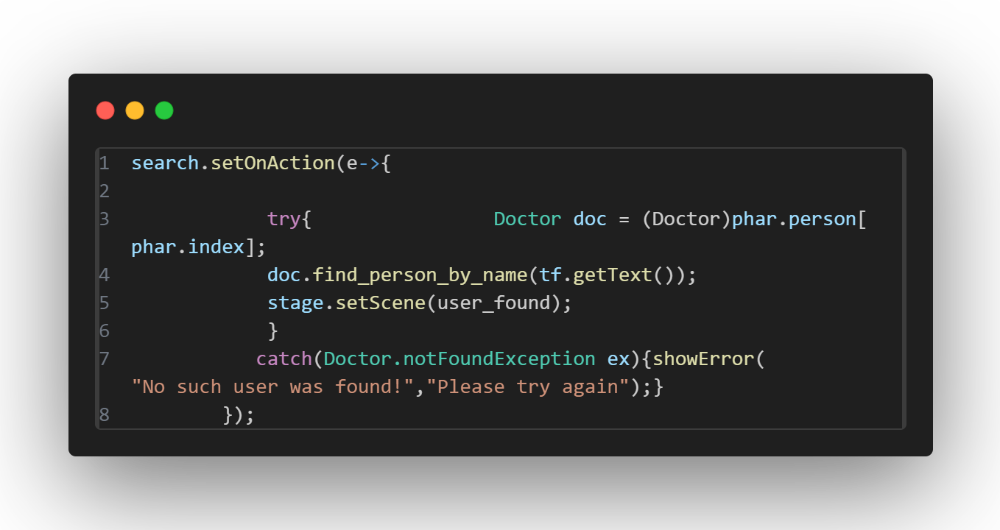 1 search.setOnAction(e->{
2
3             try{                Doctor doc = (Doctor)phar.person[
phar.index];
4             doc.find_person_by_name(tf.getText());
5             stage.setScene(user_found);
6             }
7            catch(Doctor.notFoundException ex){showError(
"No such user was found!","Please try again");}
8         });